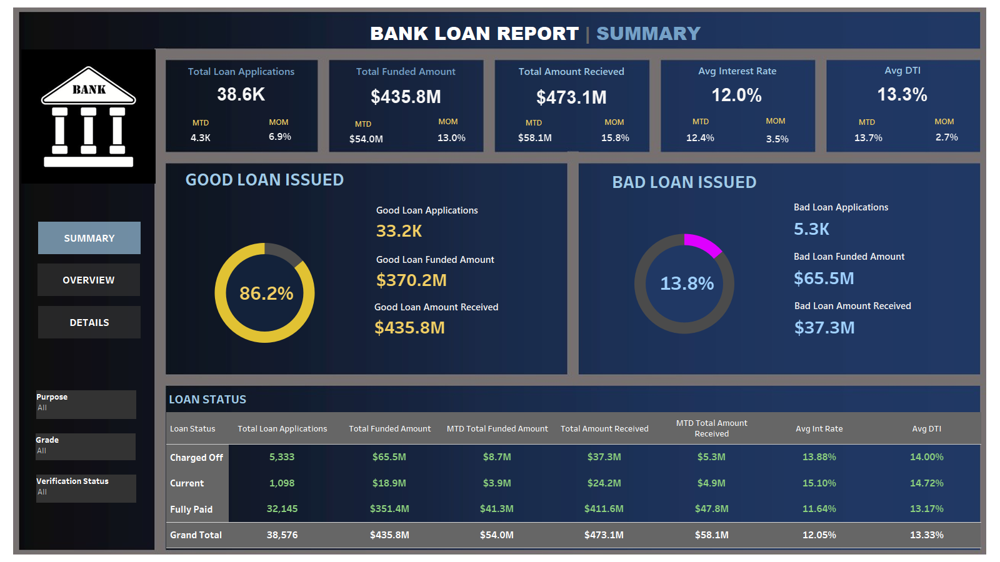 BANK LOAN REPORT | SUMMARY
BANK
Total Loan Applications
38.6K
MTD MOM
4.3K 6.9%
Total Funded Amount
$435.8M
MTD MOM
$54.0M 13.0%
Total Amount Recieved
$473.1M
MTD MOM
$58.1M 15.8%
Avg Interest Rate
12.0%
MTD MOM
12.4% 3.5%
Avg DTI
13.3%
MTD MOM
13.7% 2.7%
SUMMARY
OVERVIEW
DETAILS
Purpose
All
Grade
All
Verification Status
All
GOOD LOAN ISSUED
86.2%
Good Loan Applications
33.2K
Good Loan Funded Amount
$370.2M
Good Loan Amount Received
$435.8M
BAD LOAN ISSUED
13.8%
Bad Loan Applications
5.3K
Bad Loan Funded Amount
$65.5M
Bad Loan Amount Received
$37.3M
LOAN STATUS
Loan Status Total Loan Applications Total Funded Amount MTD Total Funded Amount Total Amount Received MTD Total Amount Received Avg Int Rate Avg DTI
Charged Off 5,333 $65.5M $8.7M $37.3M $5.3M 13.88% 14.00%
Current 1,098 $18.9M $3.9M $24.2M $4.9M 15.10% 14.72%
Fully Paid 32,145 $351.4M $41.3M $411.6M $47.8M 11.64% 13.17%
Grand Total 38,576 $435.8M $54.0M $473.1M $58.1M 12.05% 13.33%